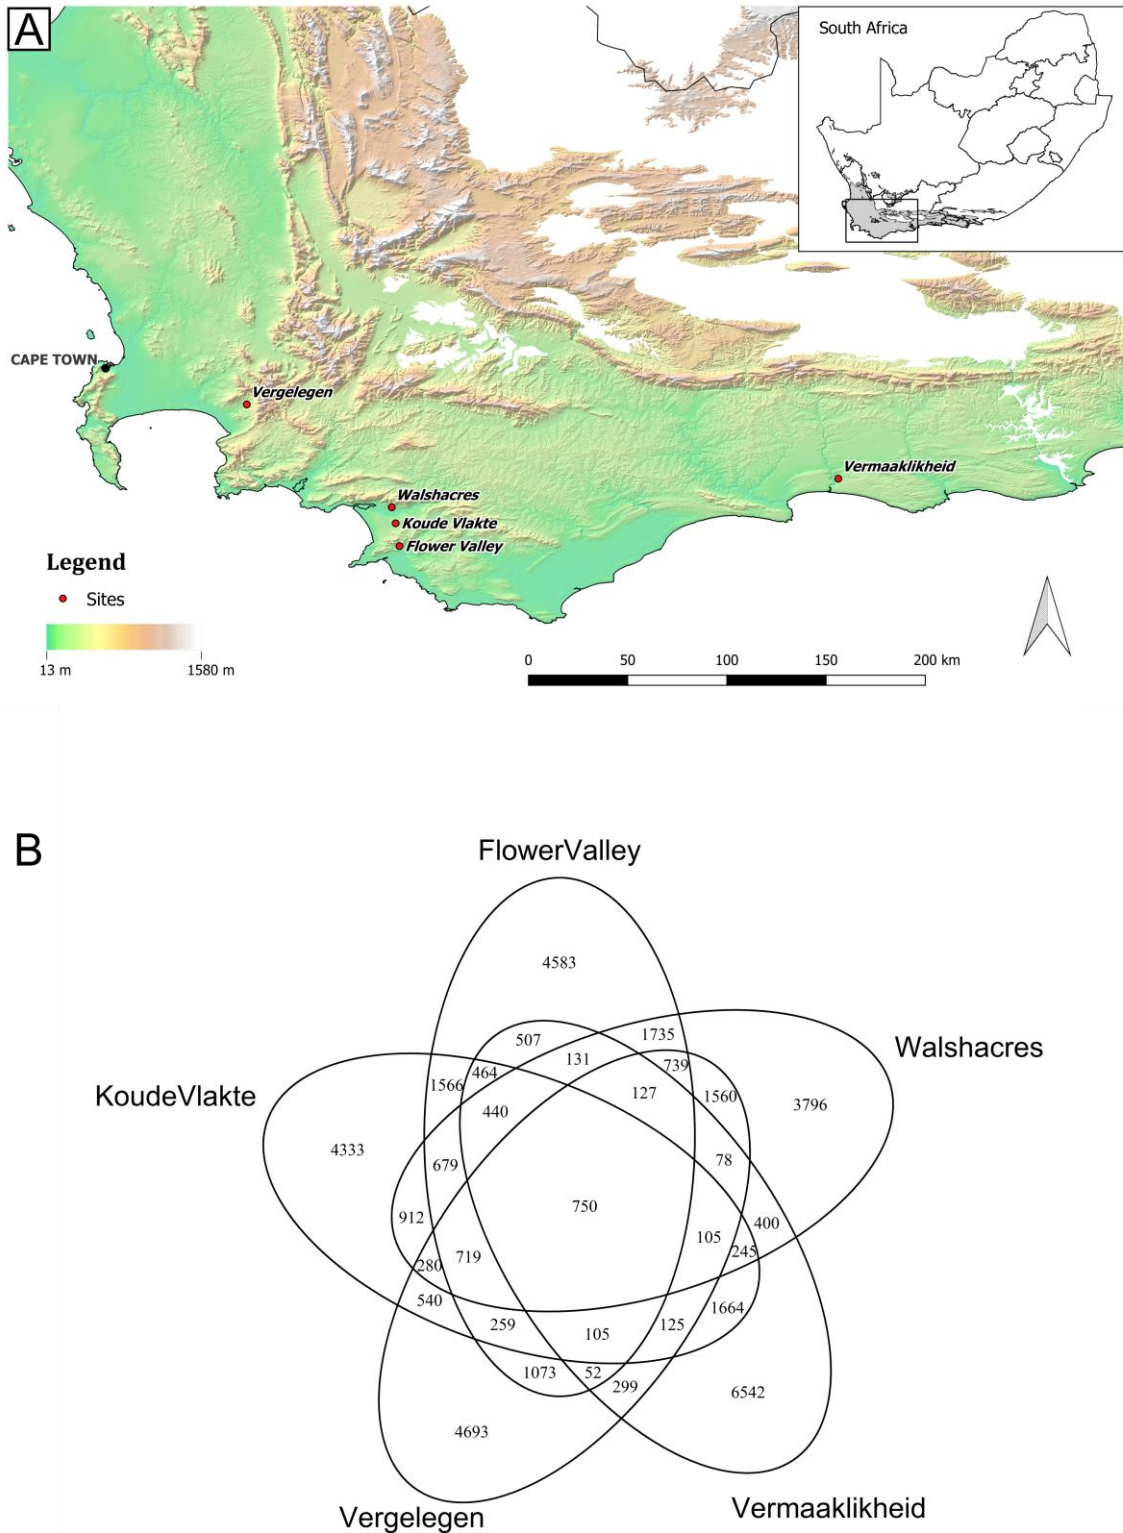 A
South Africa
CAPE TOWN
Vergelegen
Vermaaklikheid
Walshacres
Koude Vlakte
Flower Valley
Legend
Sites
13 m 1580 m
0 50 100 150 200 km
B
FlowerValley
4583
Walshacres
KoudeVlakte
507 131 1735
1566 464 739
440 127 1560 3796
4333 679 78
912 750 400
719 105 245
280
540 259 105 125 1664
1073 52 299 6542
4693
Vergelegen
Vermaaklikheid